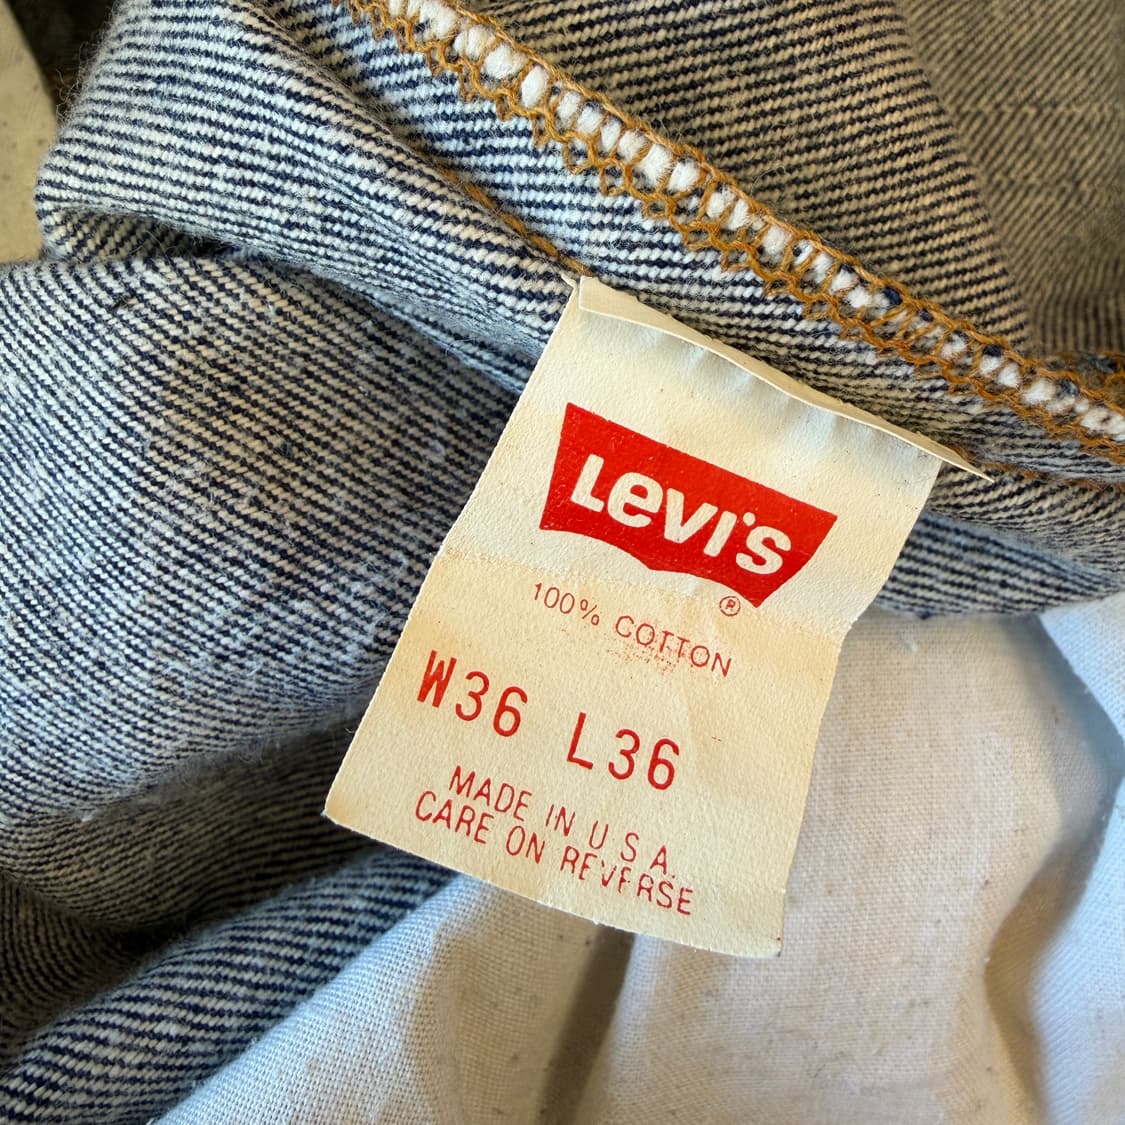 Levi's
®
100% COTTON
W36 L36
MADE IN U.S.A.
CARE ON REVERSE